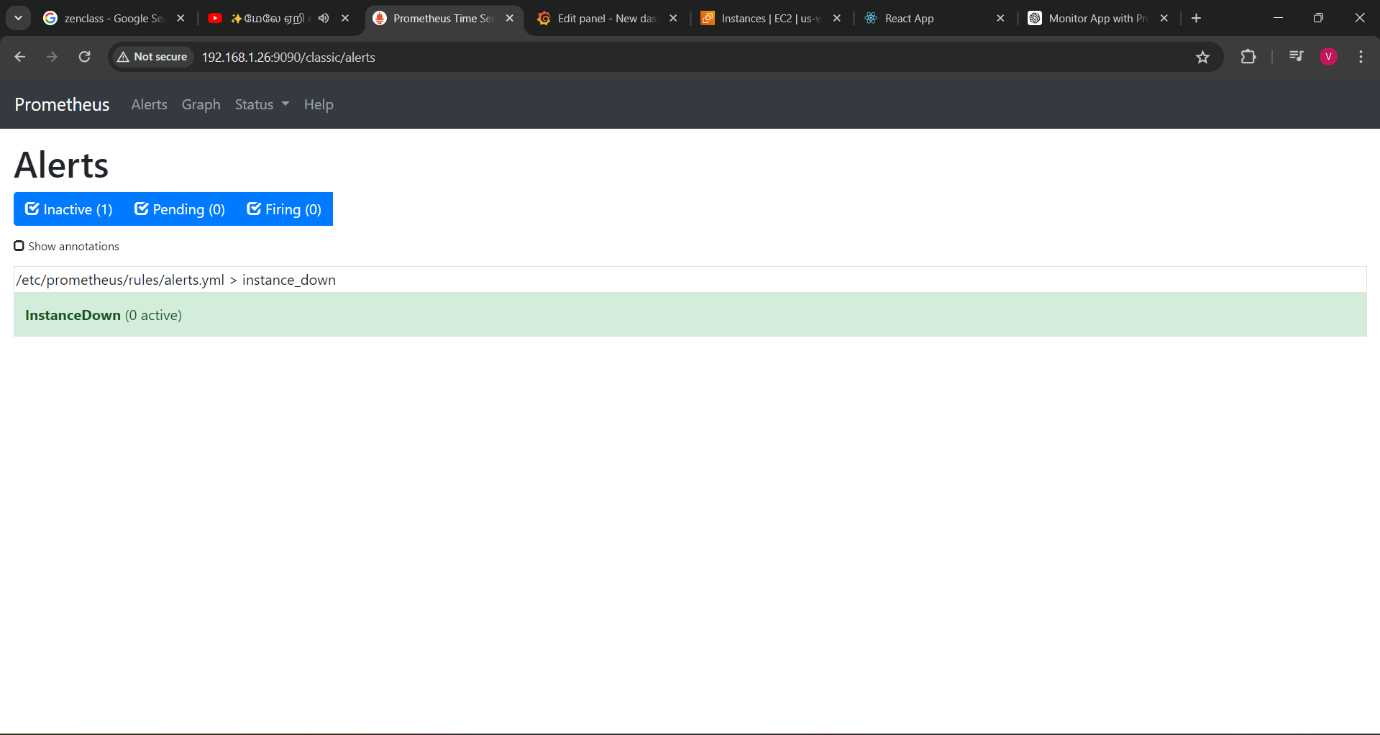 zenclass - Google Se
✨மேலே ஏறி
Prometheus Time Se
Edit panel - New das
Instances | EC2 | us-
React App
Monitor App with Pr
Not secure
192.168.1.26:9090/classic/alerts
V
Prometheus
Alerts
Graph
Status
Help
Alerts
Inactive (1)
Pending (0)
Firing (0)
Show annotations
/etc/prometheus/rules/alerts.yml > instance_down
InstanceDown (0 active)